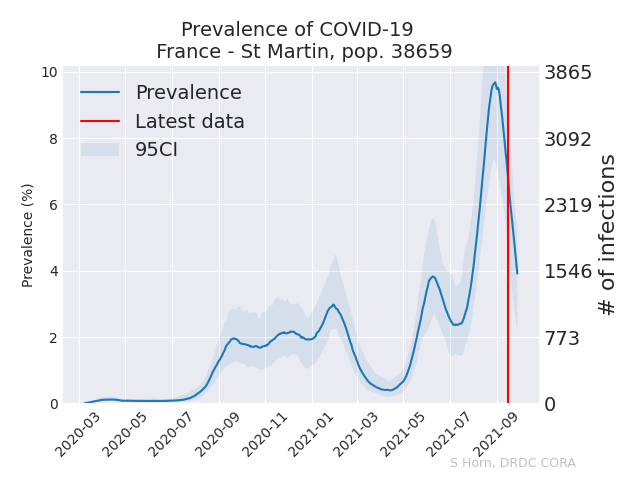 Prevalence of COVID-19
France - St Martin, pop. 38659
Prevalence
Latest data
95CI
Prevalence (%)
10
8
6
4
2
0
3865
3092
2319
1546
773
0
# of infections
2020-03
2020-05
2020-07
2020-09
2020-11
2021-01
2021-03
2021-05
2021-07
2021-09
S Horn, DRDC CORA